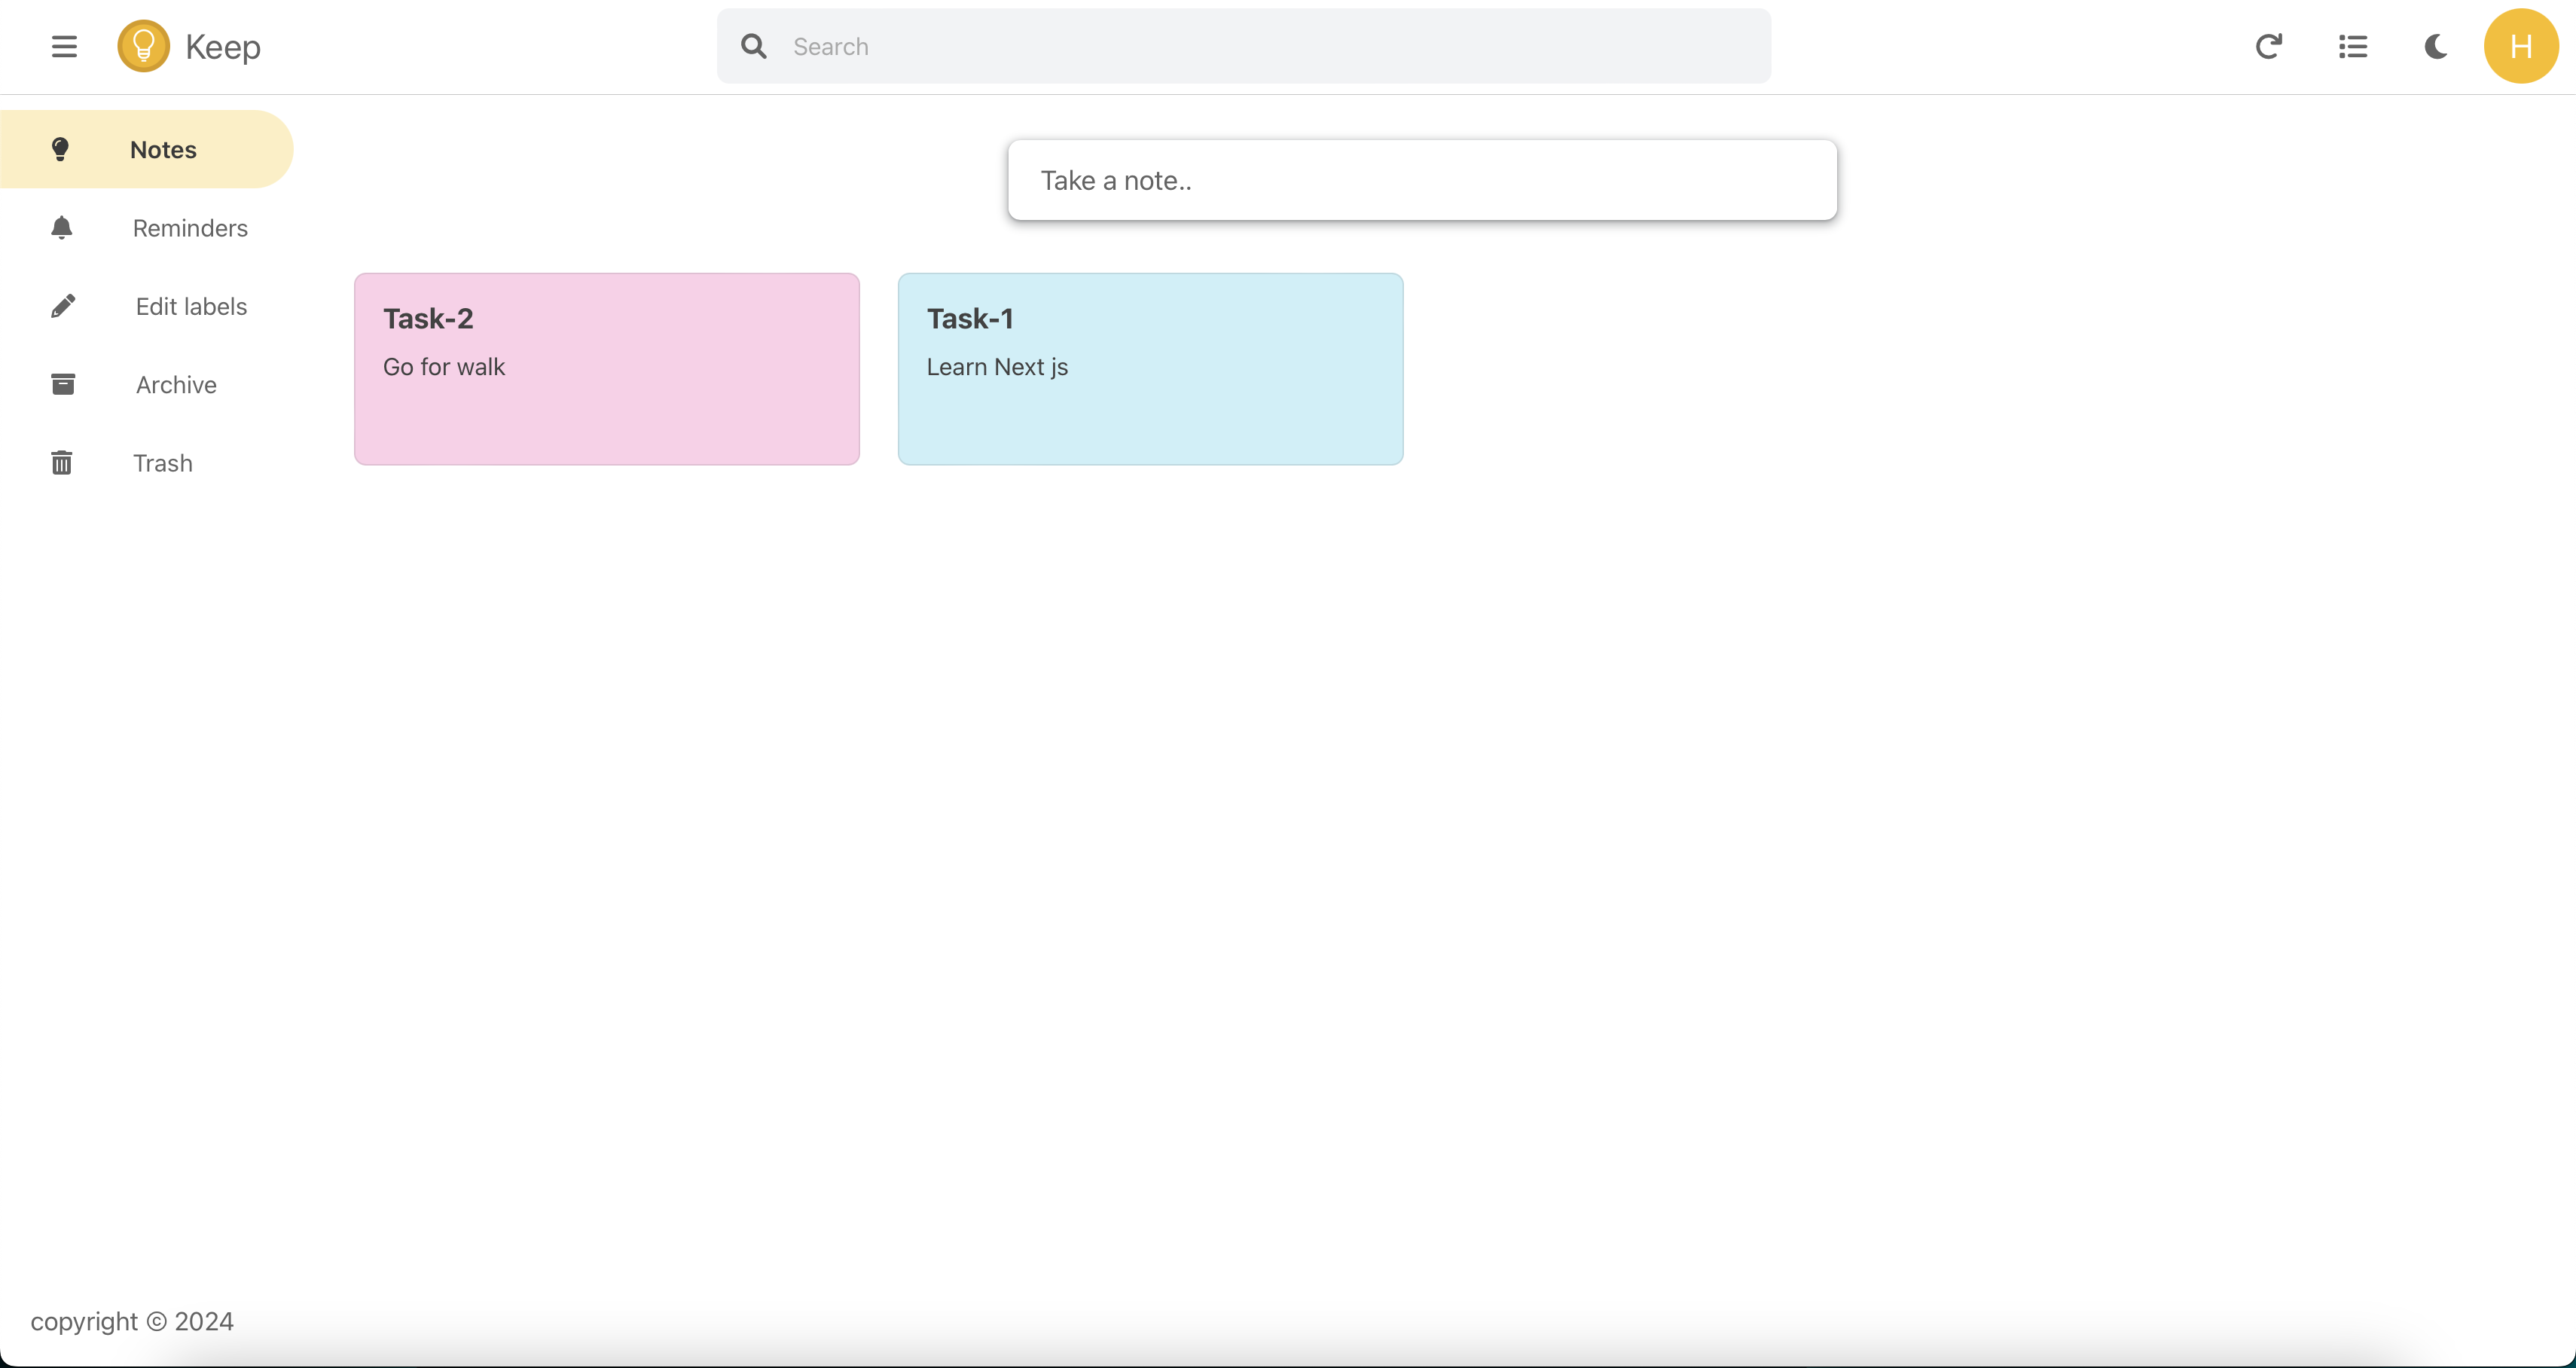 Keep
Search
H
Notes
Reminders
Edit labels
Archive
Trash
Take a note..
Task-2
Go for walk
Task-1
Learn Next js
copyright © 2024